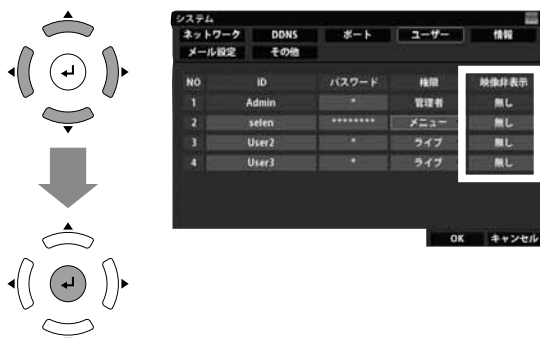 システム
ネットワーク DDNS ポート ユーザー 情報
メール設定 その他
NO ID パスワード 権限 映像非表示
1 Admin * 管理者 無し
2 selen ******** メニュー 無し
3 User2 * ライブ 無し
4 User3 * ライブ 無し
OK キャンセル